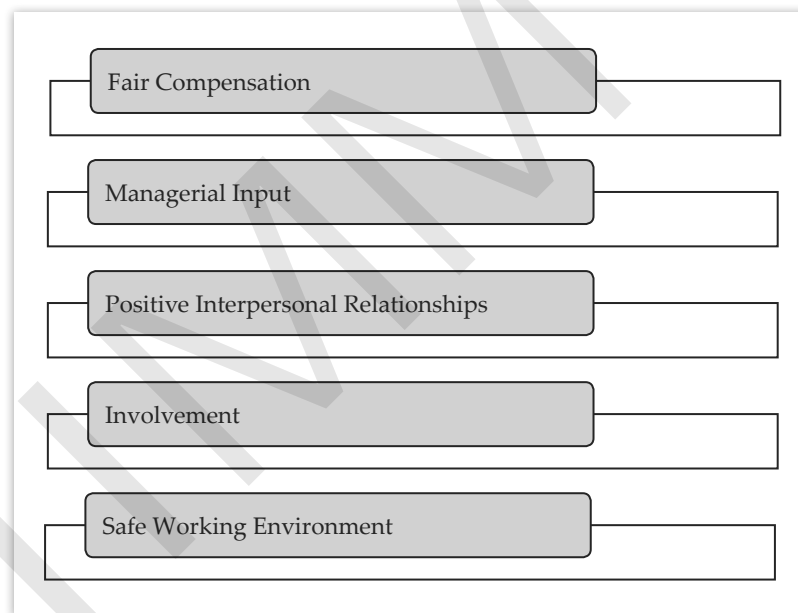 Fair Compensation
Managerial Input
Positive Interpersonal Relationships
Involvement
Safe Working Environment